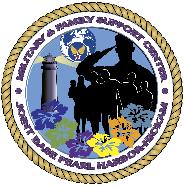 MILITARY & FAMILY SUPPORT CENTER
JOINT BASE PEARL HARBOR-HICKAM